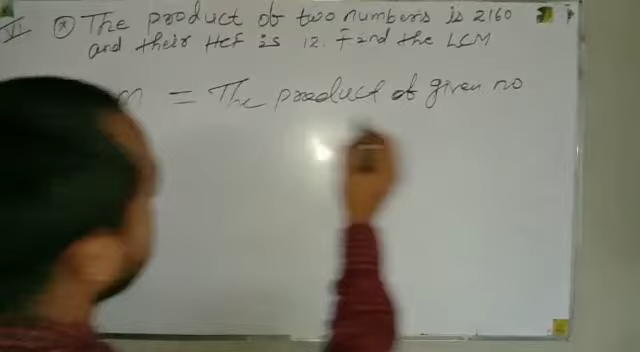 VI * The product of two numbers is 2160
and their HCF is 12. Find the LCM
= The product of given no